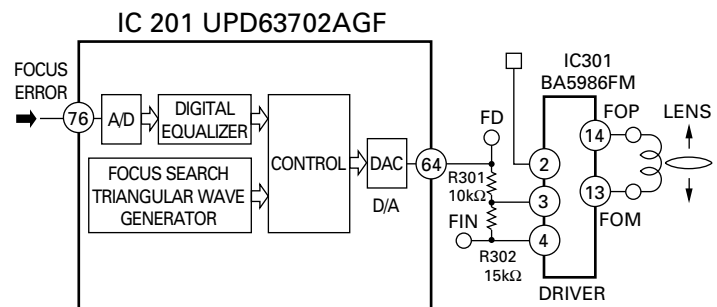 IC 201 UPD63702AGF
FOCUS
ERROR
76
A/D
DIGITAL
EQUALIZER
FOCUS SEARCH
TRIANGULAR WAVE
GENERATOR
CONTROL
DAC
D/A
64
FD
R301
10kΩ
FIN
R302
15kΩ
IC301
BA5986FM
2
3
4
14
13
FOP
FOM
LENS
DRIVER